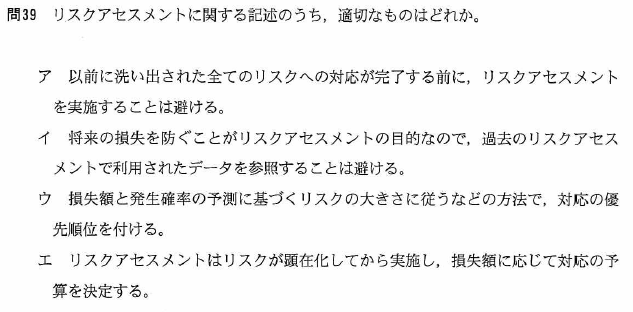 問39 リスクアセスメントに関する記述のうち，適切なものはどれか。
ア 以前に洗い出された全てのリスクへの対応が完了する前に，リスクアセスメント
を実施することは避ける。
イ 将来の損失を防ぐことがリスクアセスメントの目的なので，過去のリスクアセス
メントで利用されたデータを参照することは避ける。
ウ 損失額と発生確率の予測に基づくリスクの大きさに従うなどの方法で，対応の優
先順位を付ける。
エ リスクアセスメントはリスクが顕在化してから実施し，損失額に応じて対応の予
算を決定する。